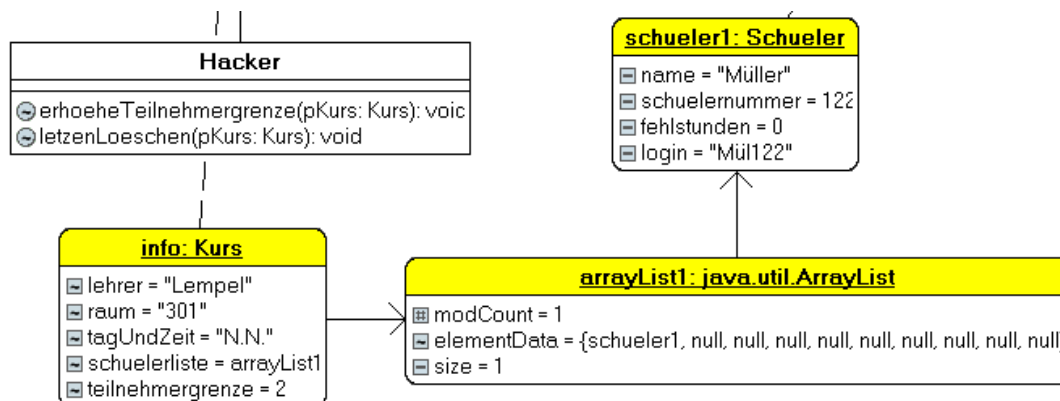 Hacker
erhoeheTeilnehmergrenze(pKurs: Kurs): voic
letzenLoeschen(pKurs: Kurs): void
schueler1: Schueler
name = "Müller"
schuelernummer = 122
fehlstunden = 0
login = "Mül122"
info: Kurs
lehrer = "Lempel"
raum = "301"
tagUndZeit = "N.N."
schuelerliste = arrayList1
teilnehmergrenze = 2
arrayList1: java.util.ArrayList
modCount = 1
elementData = {schueler1, null, null, null, null, null, null, null, null, null}
size = 1